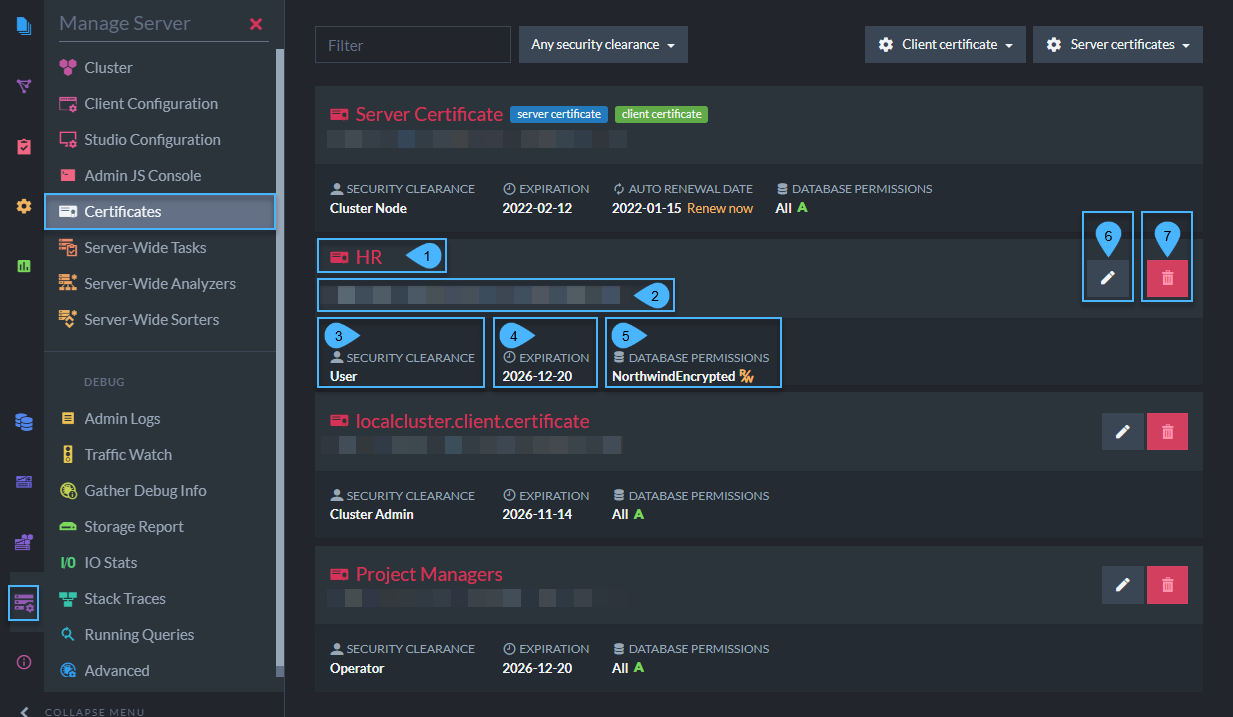 Manage Server
Cluster
Client Configuration
Studio Configuration
Admin JS Console
Certificates
Server-Wide Tasks
Server-Wide Analyzers
Server-Wide Sorters
DEBUG
Admin Logs
Traffic Watch
Gather Debug Info
Storage Report
I/O IO Stats
Stack Traces
Running Queries
Advanced
COLLAPSE MENU
Filter
Any security clearance
Client certificate
Server certificates
Server Certificate server certificate client certificate
SECURITY CLEARANCE EXPIRATION AUTO RENEWAL DATE DATABASE PERMISSIONS
Cluster Node 2022-02-12 2022-01-15 Renew now All A
HR 1
6 7
2
3 4 5
SECURITY CLEARANCE EXPIRATION DATABASE PERMISSIONS
User 2026-12-20 NorthwindEncrypted R/W
localcluster.client.certificate
SECURITY CLEARANCE EXPIRATION DATABASE PERMISSIONS
Cluster Admin 2026-11-14 All A
Project Managers
SECURITY CLEARANCE EXPIRATION DATABASE PERMISSIONS
Operator 2026-12-20 All A